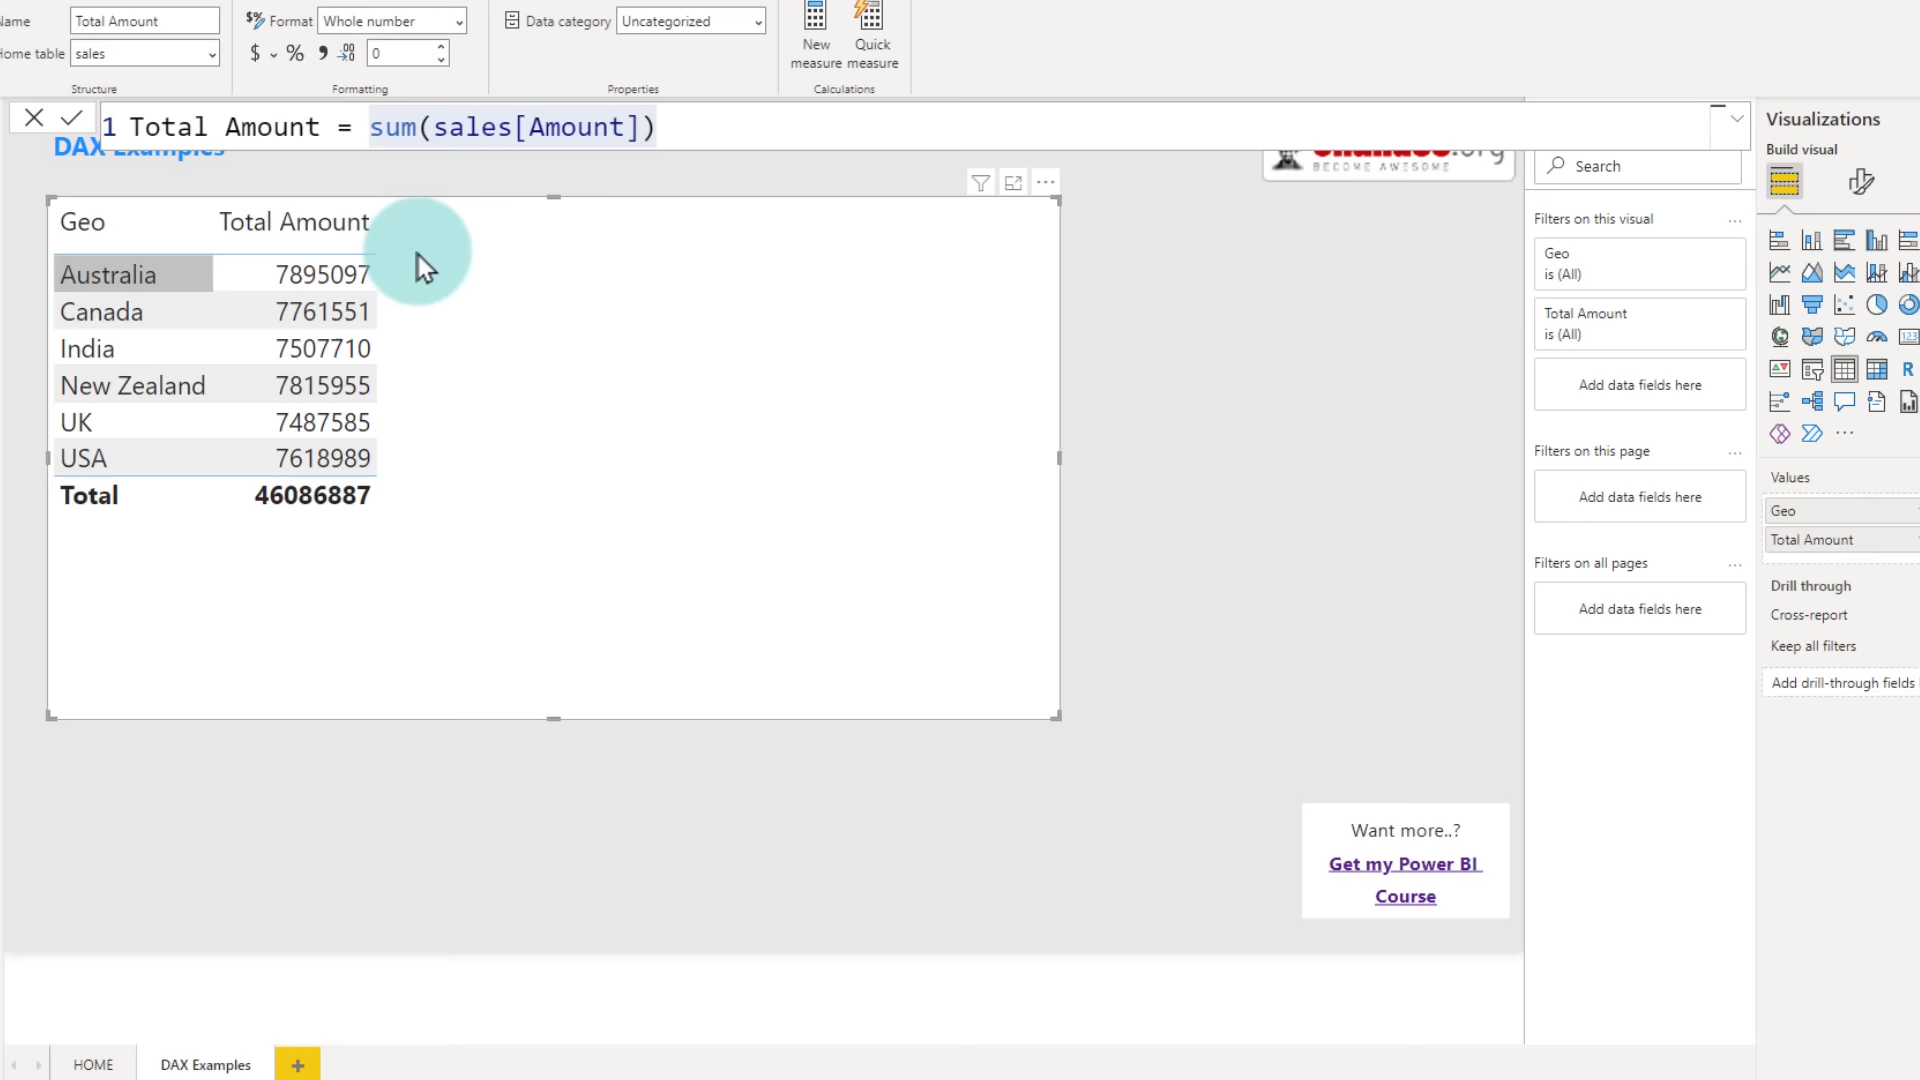 Name Total Amount
Home table sales
Structure
Format Whole number
$ % 0
Formatting
Data category Uncategorized
Properties
New measure
Quick measure
Calculations
1 Total Amount = sum(sales[Amount])
DAX Examples
.org
BECOME AWESOME
Geo Total Amount
Australia 7895097
Canada 7761551
India 7507710
New Zealand 7815955
UK 7487585
USA 7618989
Total 46086887
Want more..?
Get my Power BI
Course
Search
Filters on this visual
Geo
is (All)
Total Amount
is (All)
Add data fields here
Filters on this page
Add data fields here
Filters on all pages
Add data fields here
Visualizations
Build visual
123
R
Values
Geo
Total Amount
Drill through
Cross-report
Keep all filters
Add drill-through fields
HOME
DAX Examples
+